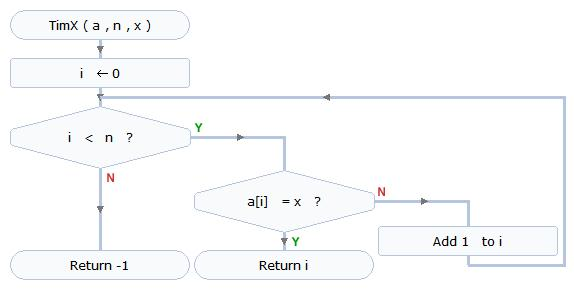 TimX ( a , n , x )
i ← 0
i < n ?
Y
N
a[i] = x ?
N
Y
Add 1 to i
Return -1
Return i